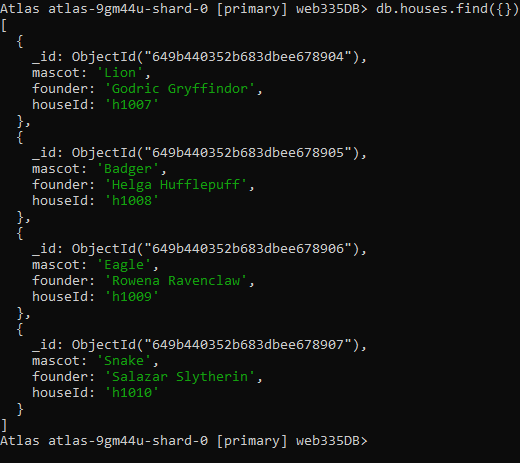 Atlas atlas-9gm44u-shard-0 [primary] web335DB> db.houses.find({})
[
  {
    _id: ObjectId("649b440352b683dbee678904"),
    mascot: 'Lion',
    founder: 'Godric Gryffindor',
    houseId: 'h1007'
  },
  {
    _id: ObjectId("649b440352b683dbee678905"),
    mascot: 'Badger',
    founder: 'Helga Hufflepuff',
    houseId: 'h1008'
  },
  {
    _id: ObjectId("649b440352b683dbee678906"),
    mascot: 'Eagle',
    founder: 'Rowena Ravenclaw',
    houseId: 'h1009'
  },
  {
    _id: ObjectId("649b440352b683dbee678907"),
    mascot: 'Snake',
    founder: 'Salazar Slytherin',
    houseId: 'h1010'
  }
]
Atlas atlas-9gm44u-shard-0 [primary] web335DB>